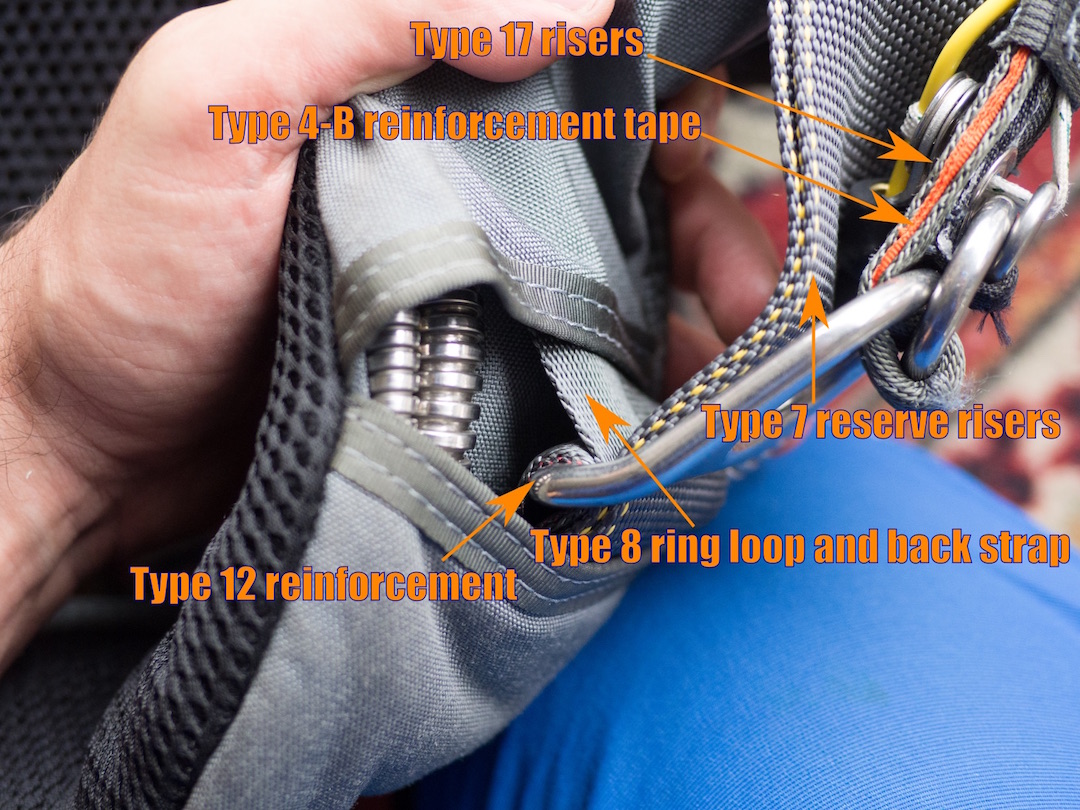 Type 17 risers
Type 4-B reinforcement tape
Type 7 reserve risers
Type 8 ring loop and back strap
Type 12 reinforcement